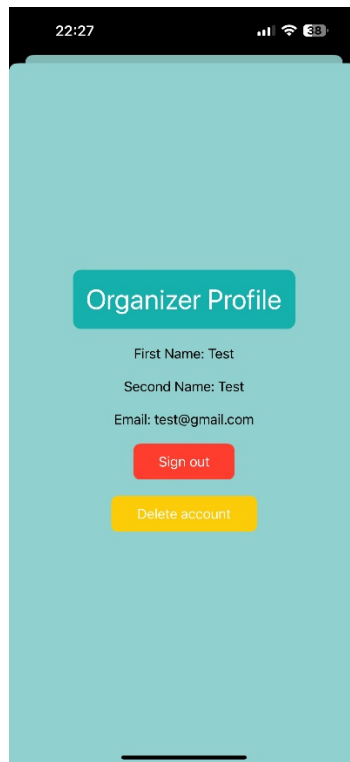 22:27
38
Organizer Profile
First Name: Test
Second Name: Test
Email: test@gmail.com
Sign out
Delete account